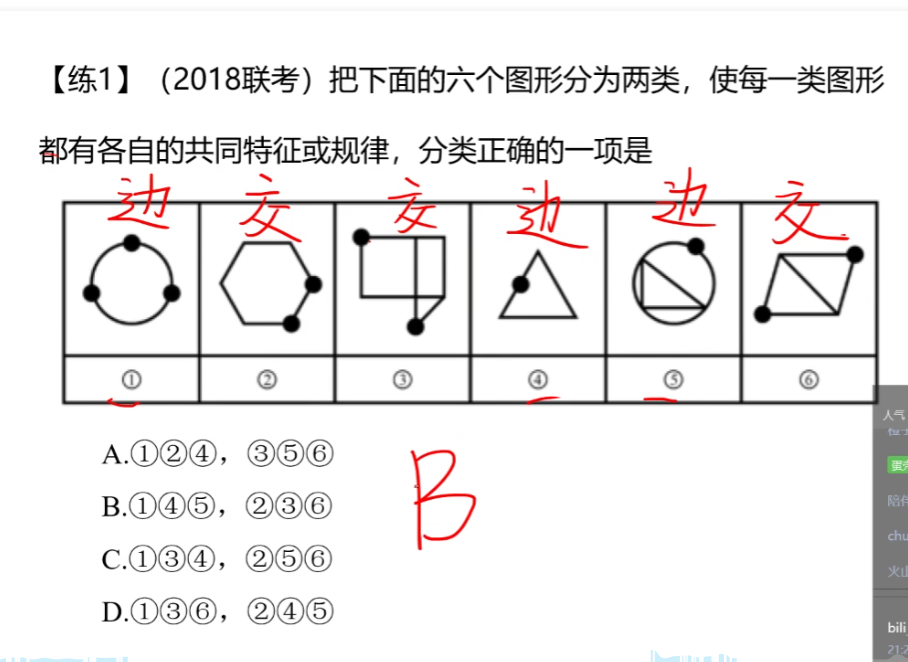 【练1】（2018联考）把下面的六个图形分为两类，使每一类图形
都有各自的共同特征或规律，分类正确的一项是
边 交 交 边 边 交
① ② ③ ④ ⑤ ⑥
A.①②④，③⑤⑥
B.①④⑤，②③⑥
C.①③④，②⑤⑥
D.①③⑥，②④⑤
B
人气
陪伴
chu
火山
bili
21:2